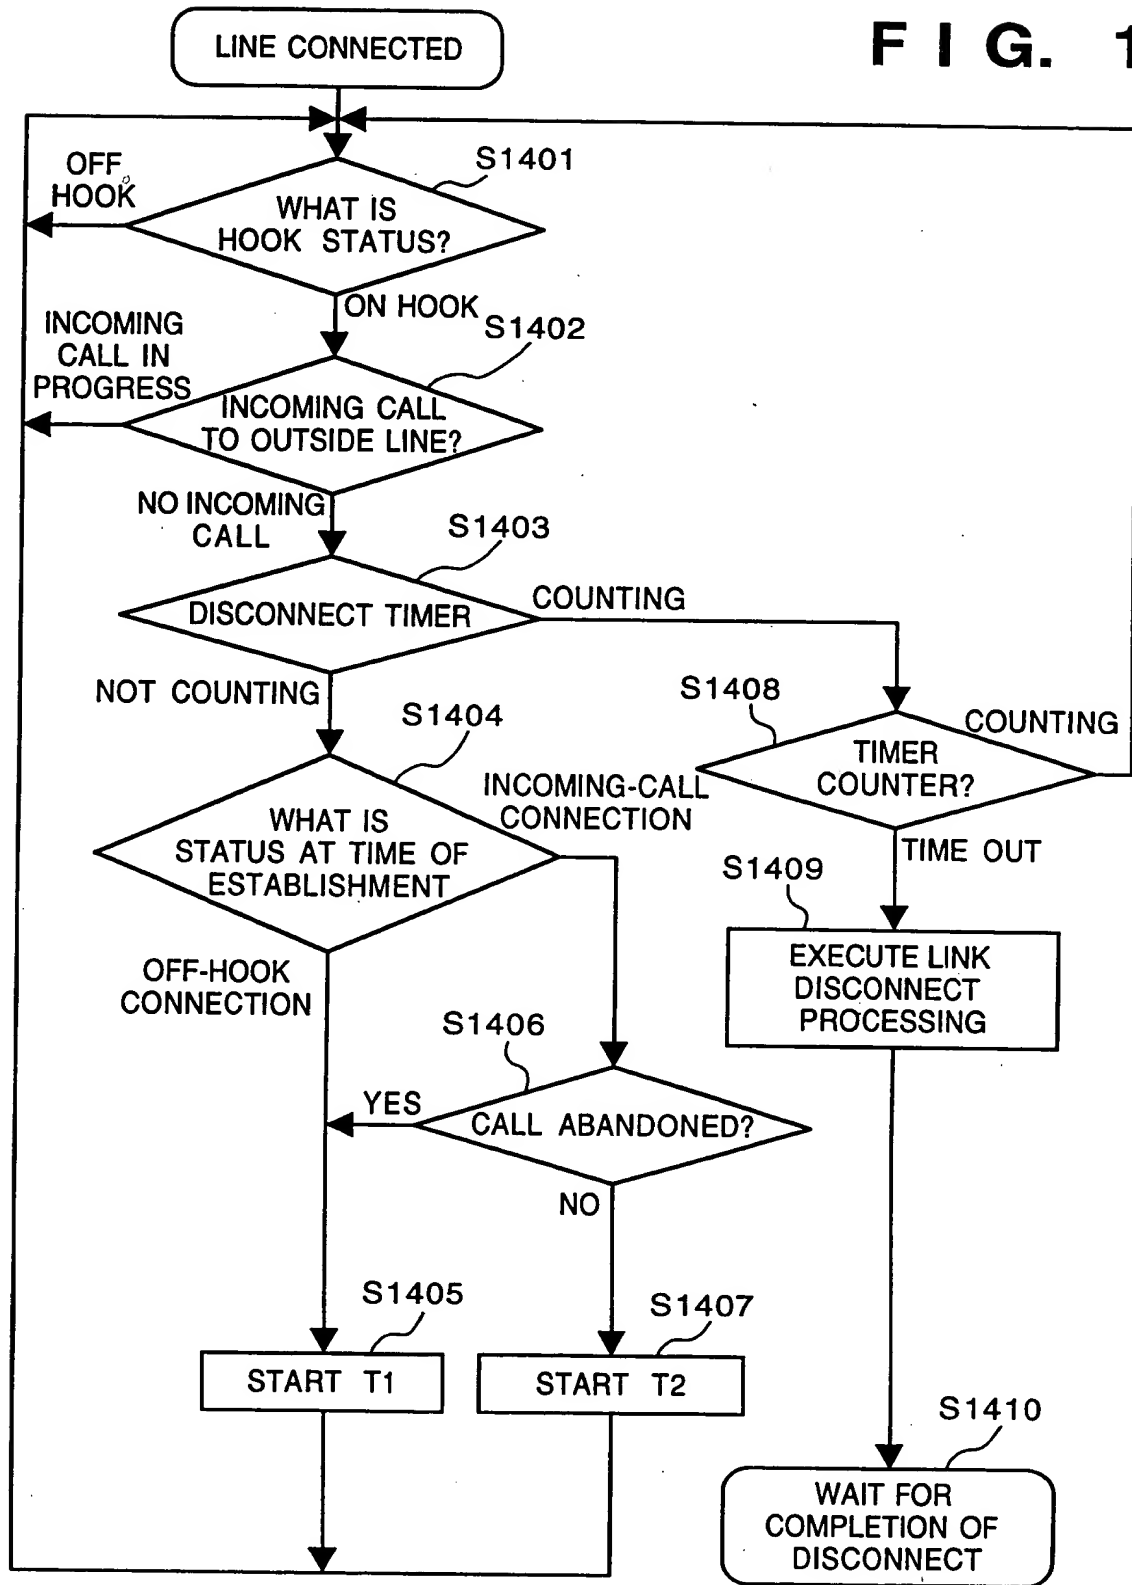 LINE CONNECTED
F I G. 1
OFF
HOOK
S1401
WHAT IS
HOOK STATUS?
ON HOOK
INCOMING
CALL IN
PROGRESS
S1402
INCOMING CALL
TO OUTSIDE LINE?
NO INCOMING
CALL
S1403
DISCONNECT TIMER
COUNTING
NOT COUNTING
S1404
S1408
COUNTING
TIMER
COUNTER?
INCOMING-CALL
CONNECTION
WHAT IS
STATUS AT TIME OF
ESTABLISHMENT
TIME OUT
S1409
EXECUTE LINK
DISCONNECT
PROCESSING
OFF-HOOK
CONNECTION
S1406
YES
CALL ABANDONED?
NO
S1405
START T1
S1407
START T2
S1410
WAIT FOR
COMPLETION OF
DISCONNECT